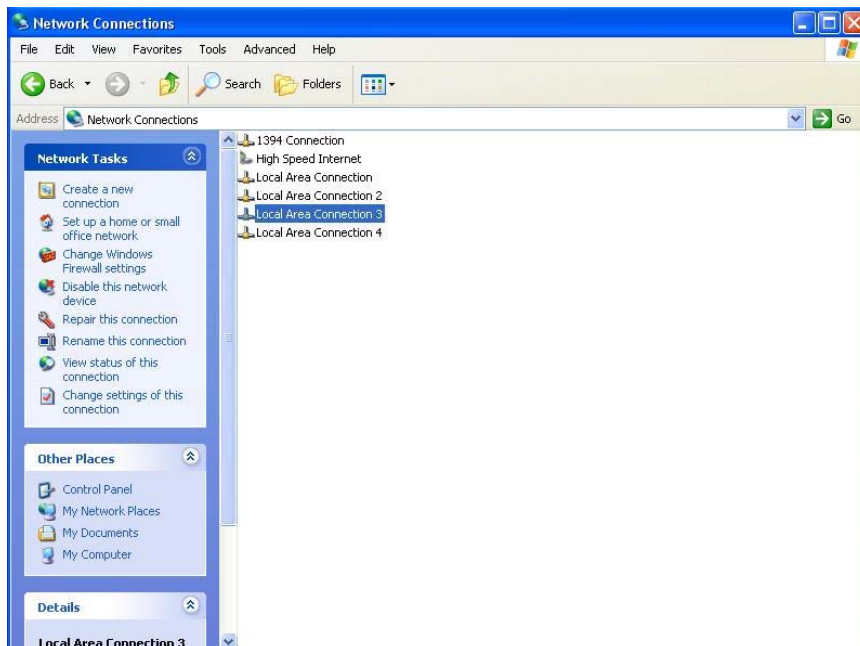 Network Connections
File Edit View Favorites Tools Advanced Help
Back Search Folders
Address Network Connections Go
Network Tasks
Create a new
connection
Set up a home or small
office network
Change Windows
Firewall settings
Disable this network
device
Repair this connection
Rename this connection
View status of this
connection
Change settings of this
connection
Other Places
Control Panel
My Network Places
My Documents
My Computer
Details
Local Area Connection 3
1394 Connection
High Speed Internet
Local Area Connection
Local Area Connection 2
Local Area Connection 3
Local Area Connection 4